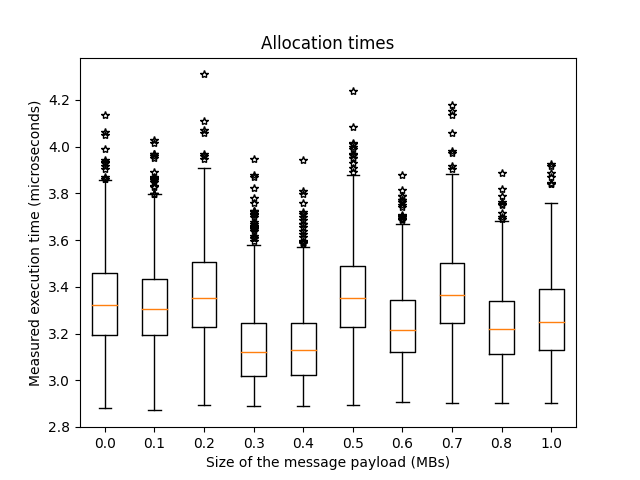 Allocation times
Measured execution time (microseconds)
4.2
4.0
3.8
3.6
3.4
3.2
3.0
2.8
0.0 0.1 0.2 0.3 0.4 0.5 0.6 0.7 0.8 1.0
Size of the message payload (MBs)